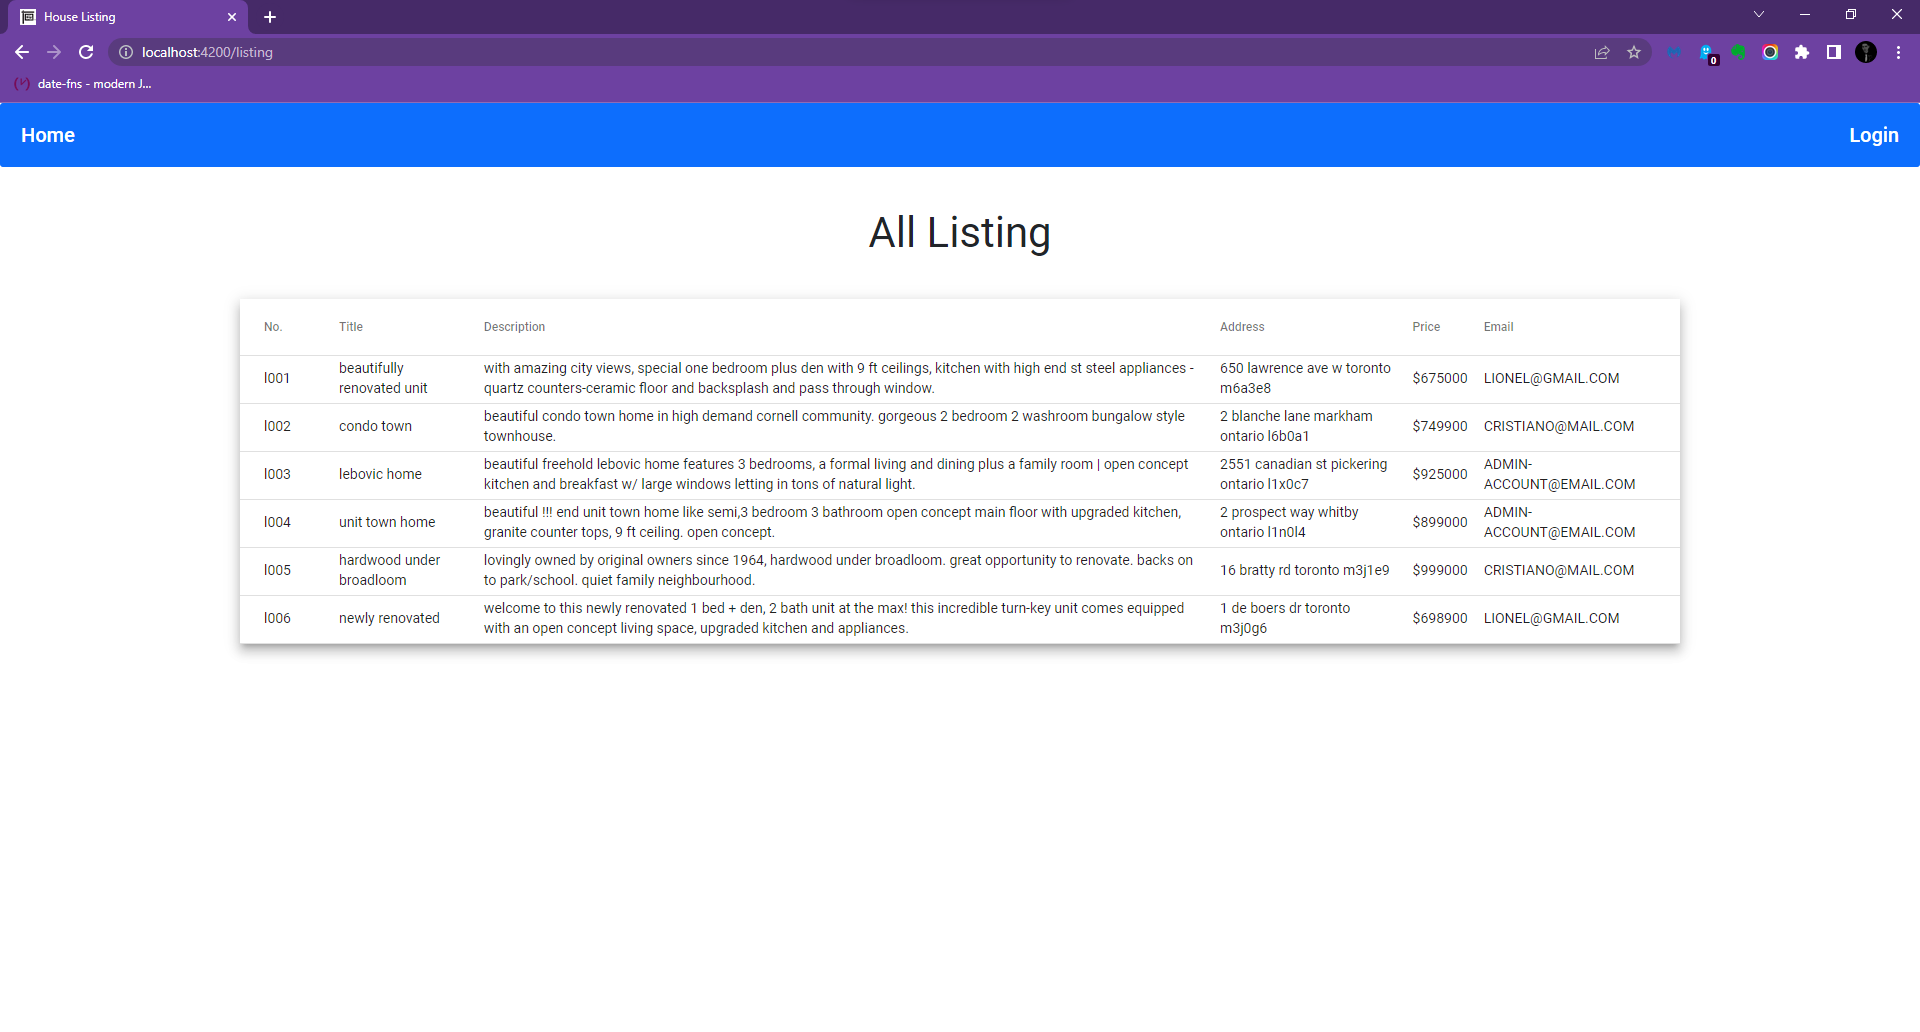 House Listing
localhost:4200/listing
0
date-fns - modern J...
Home Login
All Listing
No. Title Description Address Price Email
l001 beautifully renovated unit with amazing city views, special one bedroom plus den with 9 ft ceilings, kitchen with high end st steel appliances - quartz counters-ceramic floor and backsplash and pass through window. 650 lawrence ave w toronto m6a3e8 $675000 LIONEL@GMAIL.COM
l002 condo town beautiful condo town home in high demand cornell community. gorgeous 2 bedroom 2 washroom bungalow style townhouse. 2 blanche lane markham ontario l6b0a1 $749900 CRISTIANO@MAIL.COM
l003 lebovic home beautiful freehold lebovic home features 3 bedrooms, a formal living and dining plus a family room | open concept kitchen and breakfast w/ large windows letting in tons of natural light. 2551 canadian st pickering ontario l1x0c7 $925000 ADMIN-ACCOUNT@EMAIL.COM
l004 unit town home beautiful !!! end unit town home like semi,3 bedroom 3 bathroom open concept main floor with upgraded kitchen, granite counter tops, 9 ft ceiling. open concept. 2 prospect way whitby ontario l1n0l4 $899000 ADMIN-ACCOUNT@EMAIL.COM
l005 hardwood under broadloom lovingly owned by original owners since 1964, hardwood under broadloom. great opportunity to renovate. backs on to park/school. quiet family neighbourhood. 16 bratty rd toronto m3j1e9 $999000 CRISTIANO@MAIL.COM
l006 newly renovated welcome to this newly renovated 1 bed + den, 2 bath unit at the max! this incredible turn-key unit comes equipped with an open concept living space, upgraded kitchen and appliances. 1 de boers dr toronto m3j0g6 $698900 LIONEL@GMAIL.COM